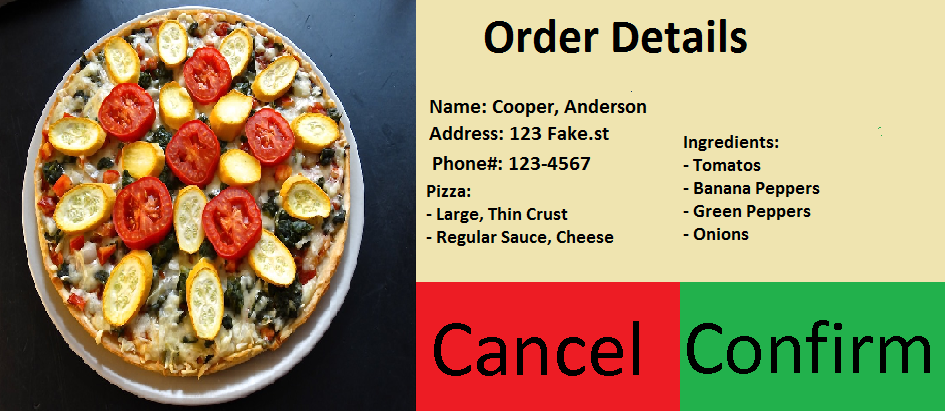 Order Details
Name: Cooper, Anderson
Address: 123 Fake.st
Phone#: 123-4567
Pizza:
- Large, Thin Crust
- Regular Sauce, Cheese
Ingredients:
- Tomatos
- Banana Peppers
- Green Peppers
- Onions
Cancel
Confirm